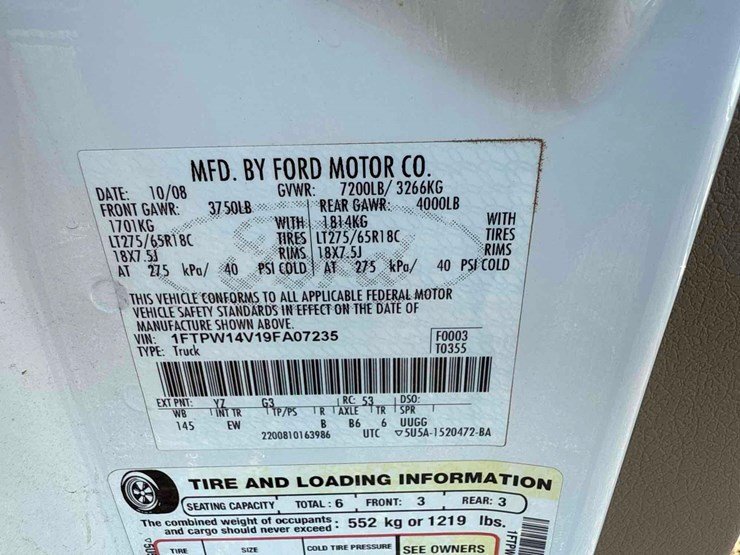 MFD. BY FORD MOTOR CO.
DATE: 10/08 GVWR: 7200LB/ 3266KG
FRONT GAWR: 3750LB REAR GAWR: 4000LB
1701KG WITH 1814KG WITH
LT275/65R18C TIRES LT275/65R18C TIRES
18X7.5J RIMS 18X7.5J RIMS
AT 275 kPa/ 40 PSI COLD AT 275 kPa/ 40 PSI COLD
THIS VEHICLE CONFORMS TO ALL APPLICABLE FEDERAL MOTOR
VEHICLE SAFETY STANDARDS IN EFFECT ON THE DATE OF
MANUFACTURE SHOWN ABOVE.
VIN: 1FTPW14V19FA07235 F0003
TYPE: Truck T0355
EXT PNT: YZ G3 RC: 53 DSO:
WB INT TR TP/PS R AXLE TR SPR
145 EW B B6 6 UUGG
2200810163986 UTC ▽5U5A-1520472-BA
TIRE AND LOADING INFORMATION
SEATING CAPACITY TOTAL: 6 FRONT: 3 REAR: 3
The combined weight of occupants : 552 kg or 1219 lbs.
and cargo should never exceed
TIRE SIZE COLD TIRE PRESSURE SEE OWNERS
1FTPW